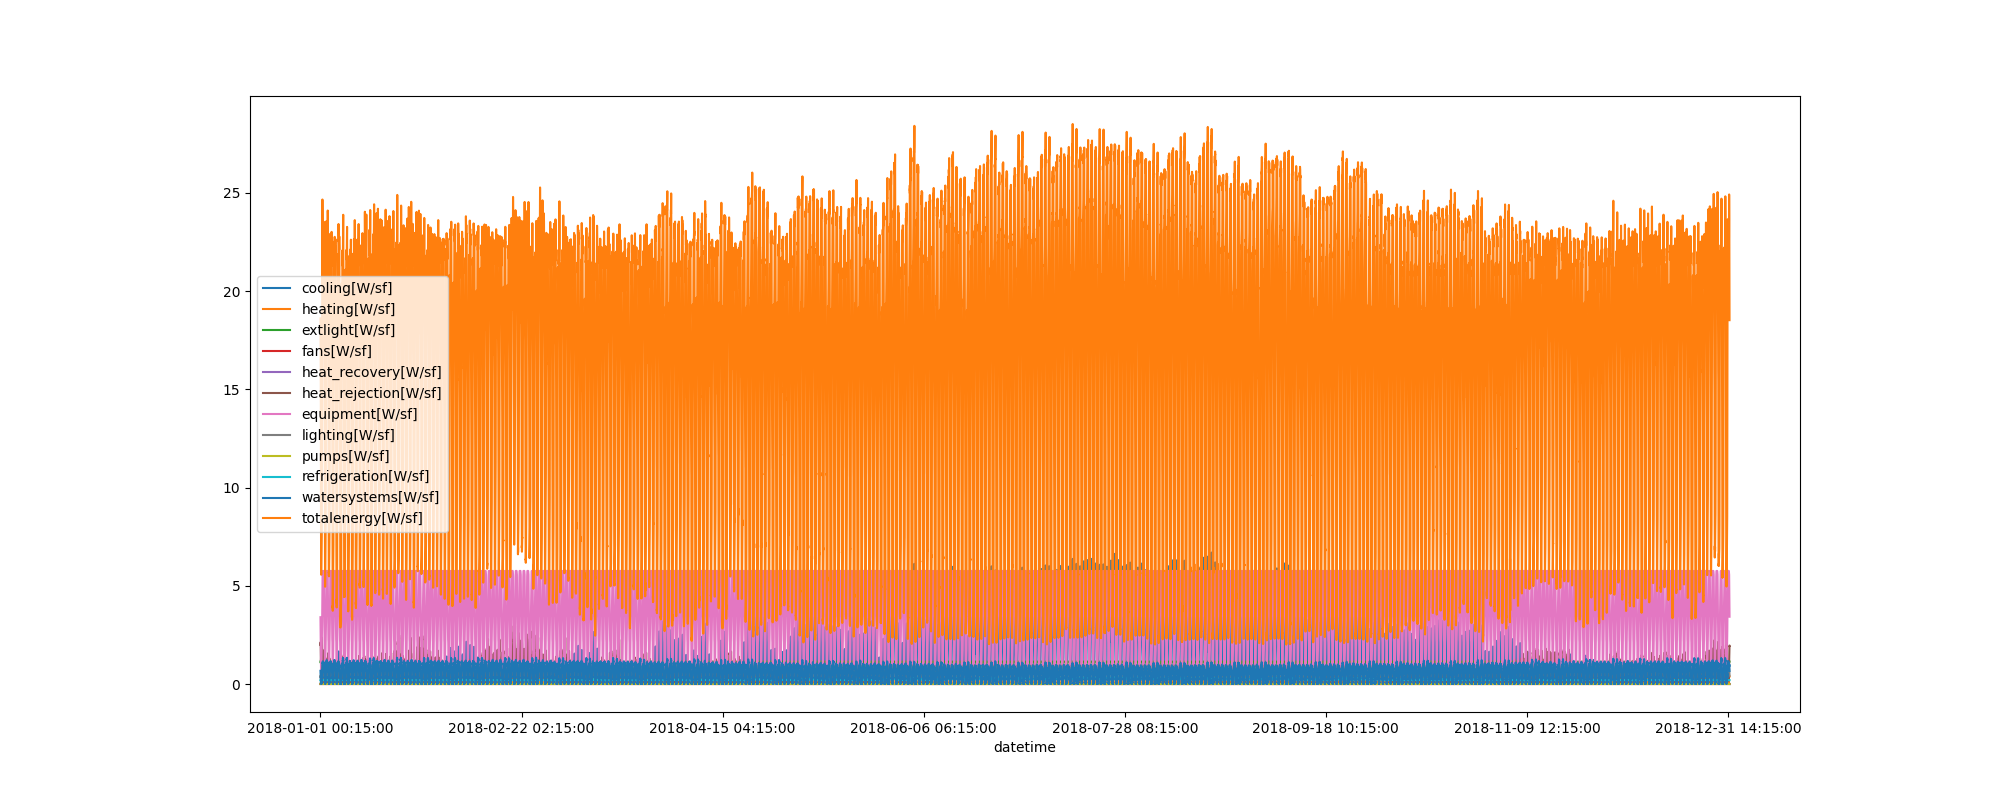 25
20
15
10
5
0
cooling[W/sf]
heating[W/sf]
extlight[W/sf]
fans[W/sf]
heat_recovery[W/sf]
heat_rejection[W/sf]
equipment[W/sf]
lighting[W/sf]
pumps[W/sf]
refrigeration[W/sf]
watersystems[W/sf]
totalenergy[W/sf]
2018-01-01 00:15:00 2018-02-22 02:15:00 2018-04-15 04:15:00 2018-06-06 06:15:00 2018-07-28 08:15:00 2018-09-18 10:15:00 2018-11-09 12:15:00 2018-12-31 14:15:00
datetime